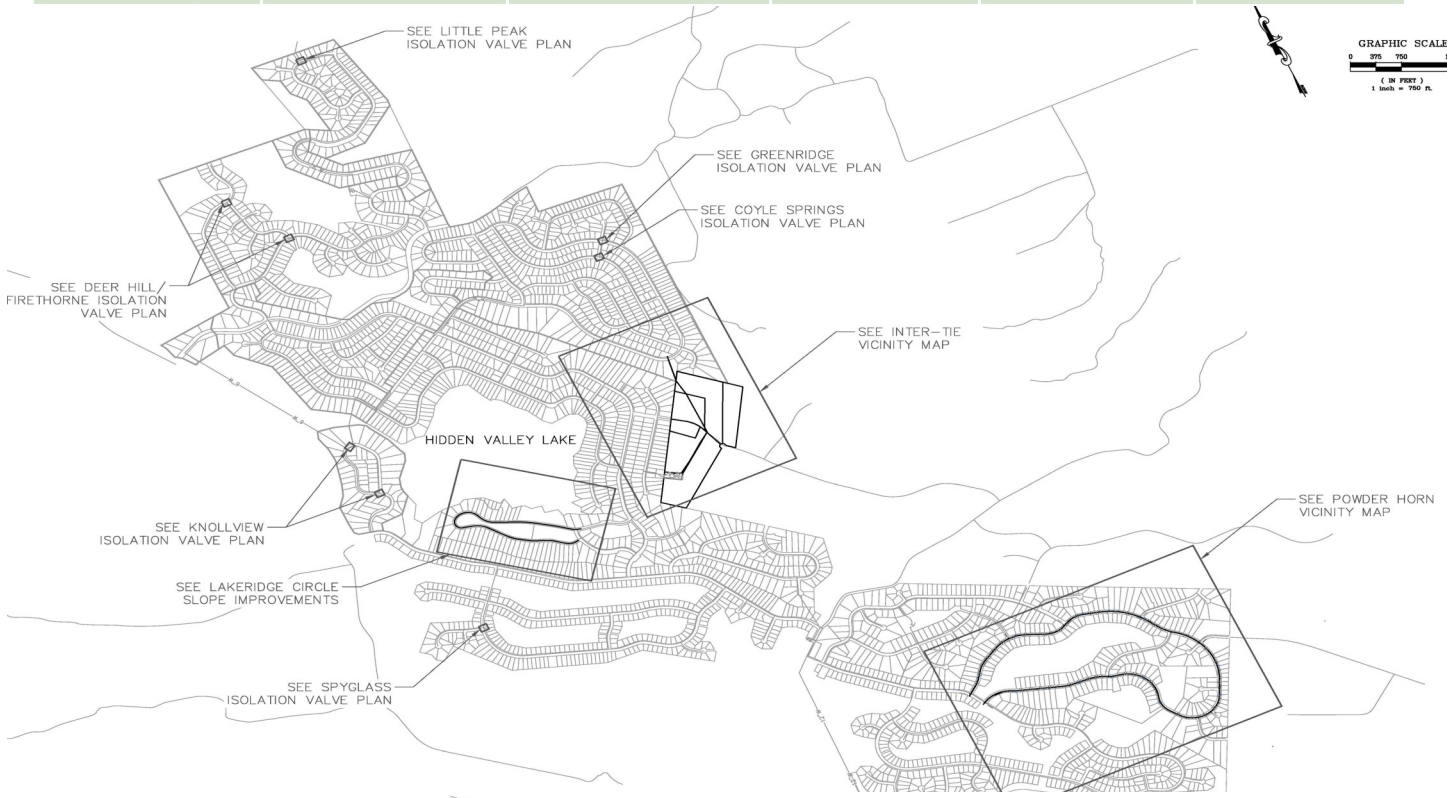 SEE LITTLE PEAK
ISOLATION VALVE PLAN
GRAPHIC SCALE
0 375 750
( IN FEET )
1 inch = 750 ft.
SEE GREENRIDGE
ISOLATION VALVE PLAN
SEE COYLE SPRINGS
ISOLATION VALVE PLAN
SEE DEER HILL/
FIRETHORNE ISOLATION
VALVE PLAN
SEE INTER-TIE
VICINITY MAP
HIDDEN VALLEY LAKE
SEE KNOLLVIEW
ISOLATION VALVE PLAN
SEE POWDER HORN
VICINITY MAP
SEE LAKERIDGE CIRCLE
SLOPE IMPROVEMENTS
SEE SPYGLASS
ISOLATION VALVE PLAN